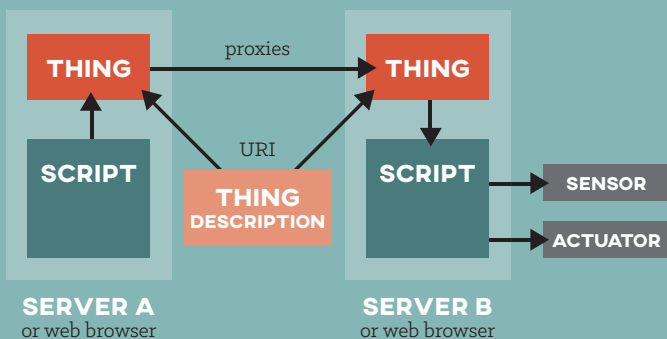 THING
proxies
THING
URI
SCRIPT
THING
DESCRIPTION
SCRIPT
SENSOR
ACTUATOR
SERVER A
or web browser
SERVER B
or web browser